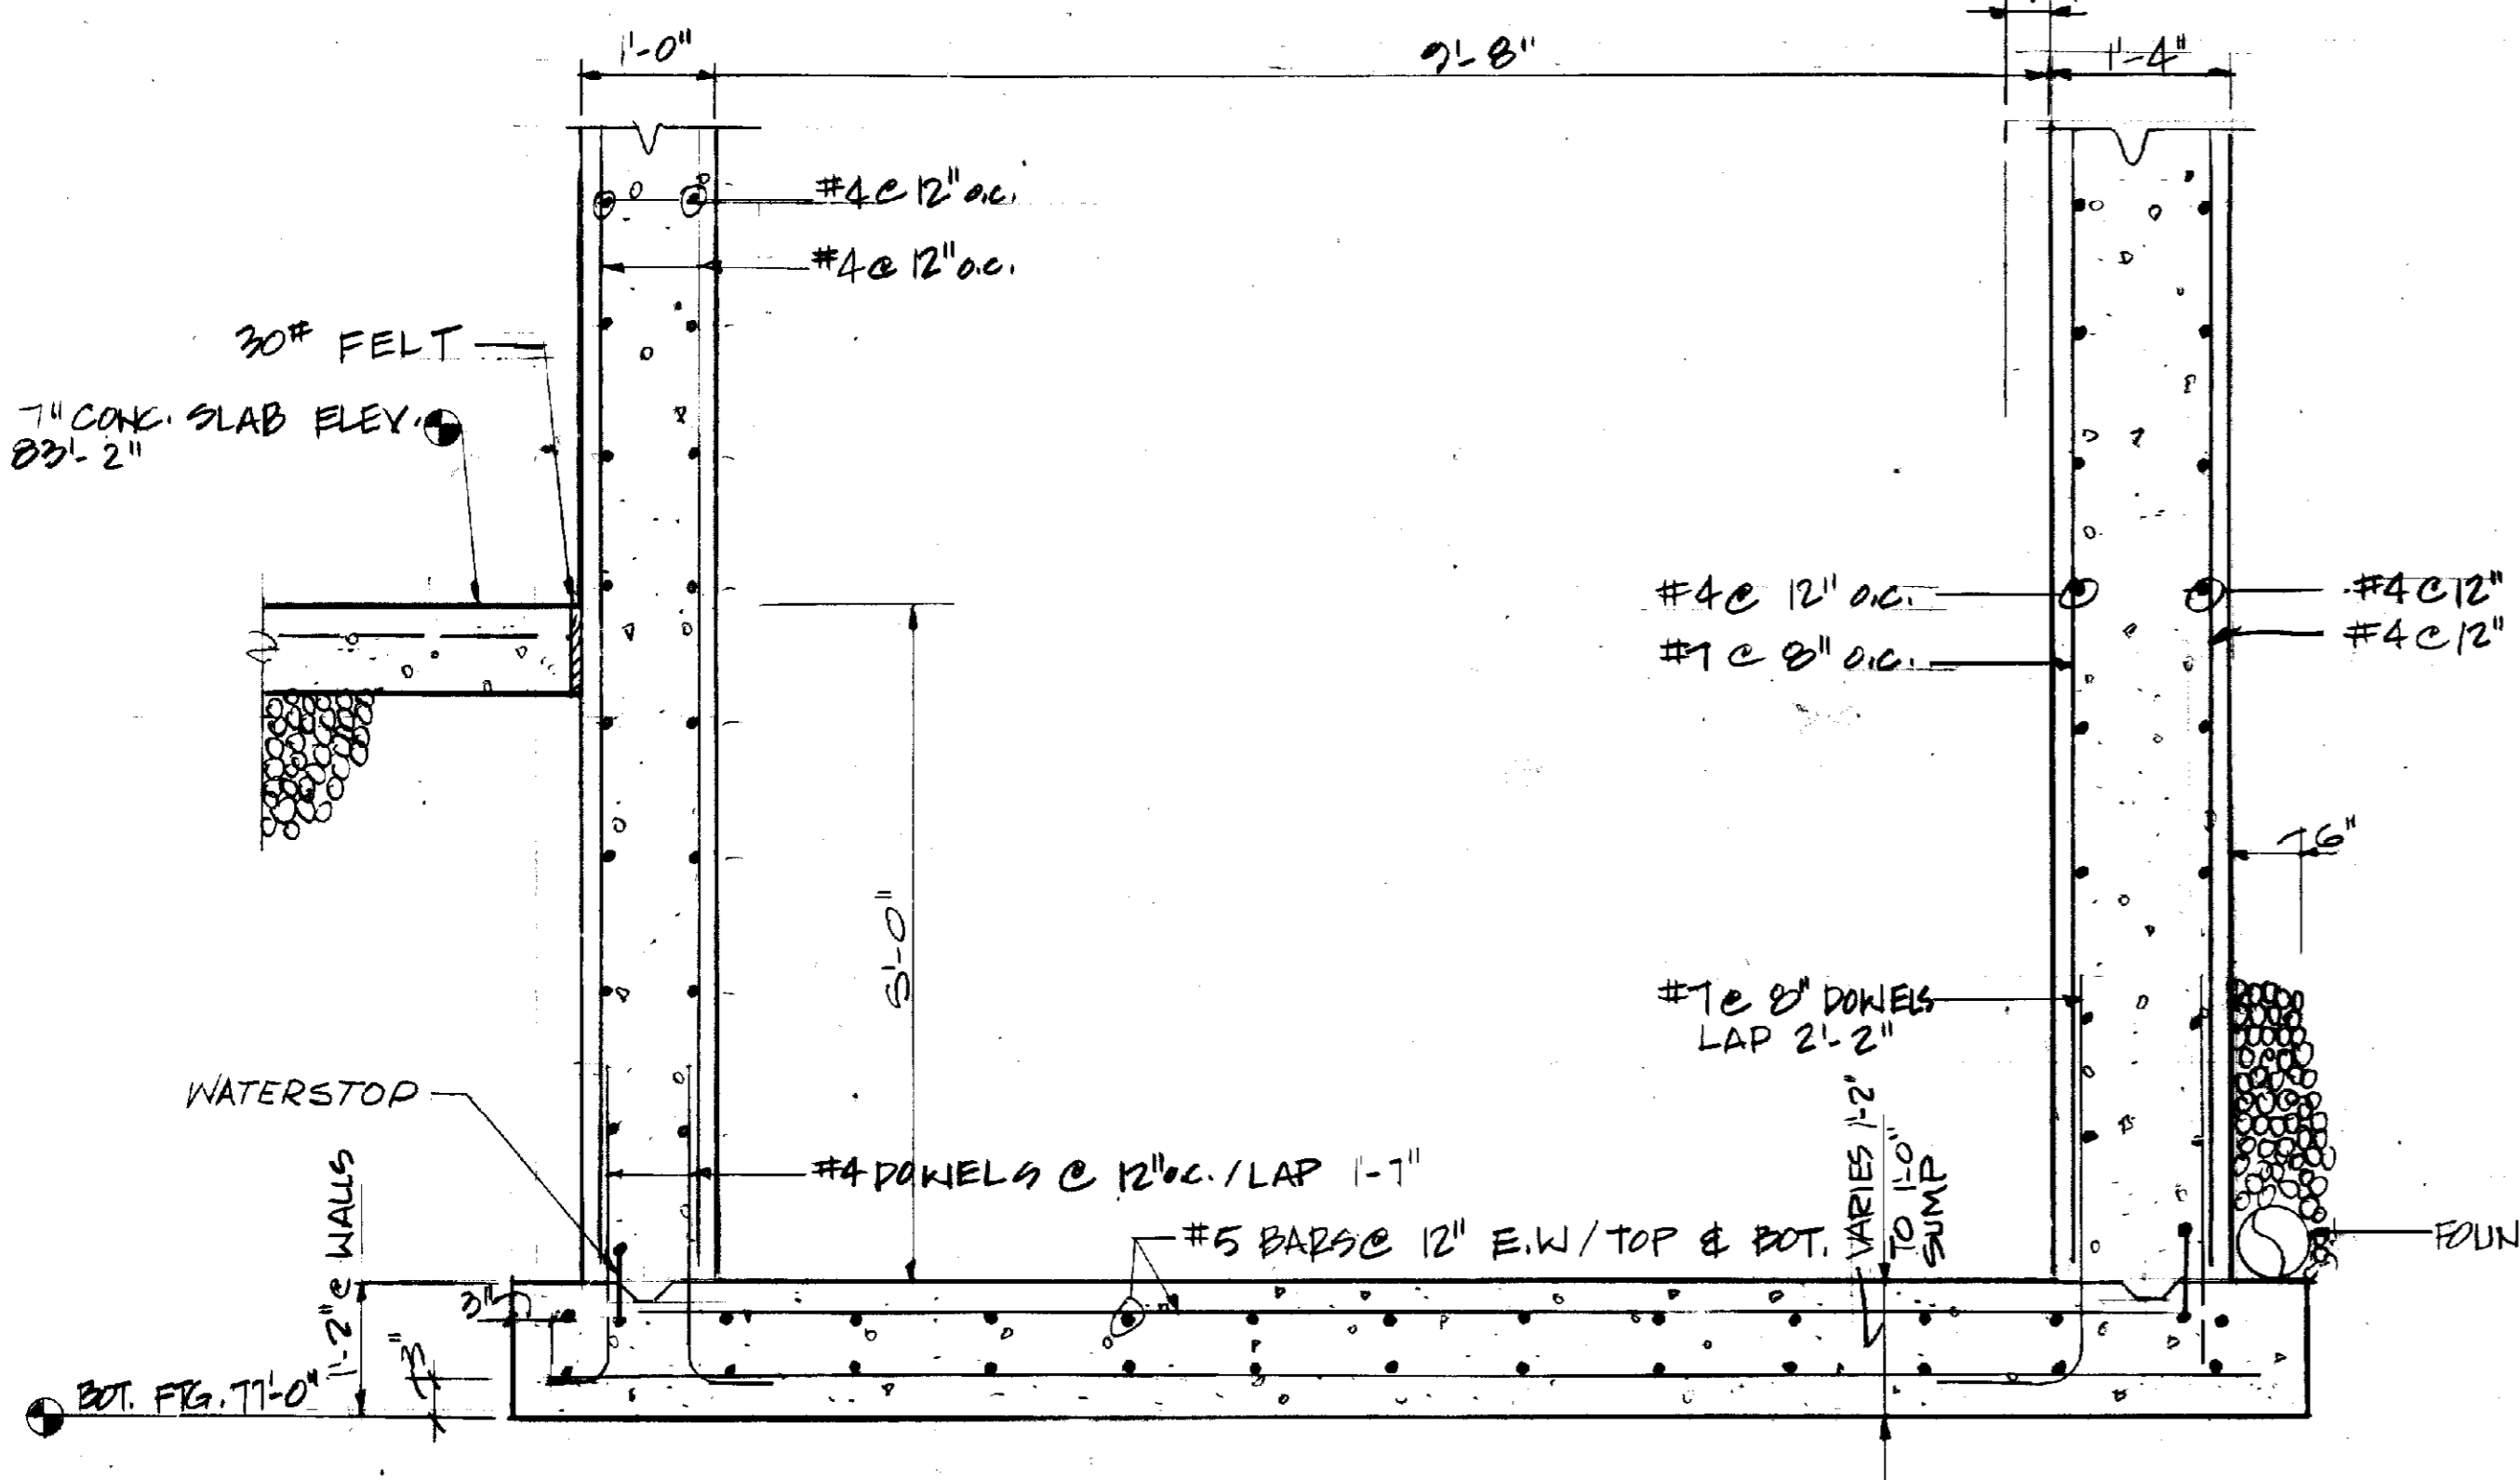 1'-0"
9'-8"
1'-4"
#4 @ 12" o.c.
#4 @ 12" o.c.
30# FELT
7" CONC. SLAB ELEV.
83'-2"
#4 @ 12" o.c.
#7 @ 8" o.c.
#4 @ 12"
#4 @ 12"
6"
5'-0"
#7 @ 8" DOWELS
LAP 2'-2"
WATERSTOP
#4 DOWELS @ 12" o.c. / LAP 1'-7"
#5 BARS @ 12" E.W / TOP & BOT.
VARIES 1'-2"
TO 1'-0"
SUMP
FOUN
1'-2" @ WALLS
3"
3"
BOT. FTG. 77'-0"